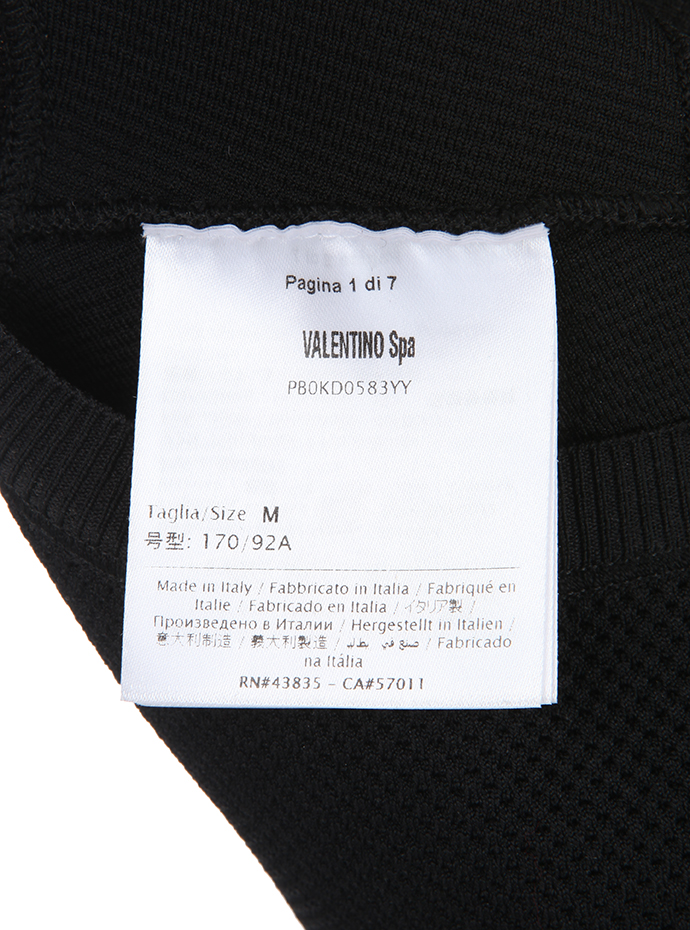 Pagina 1 di 7
VALENTINO Spa
PB0KD0583YY
Taglia/Size M
号型: 170/92A
Made in Italy / Fabbricato in Italia / Fabriqué en
Italie / Fabricado en Italia / イタリア製 /
Произведено в Италии / Hergestellt in Italien
/ 意大利制造 / 義大利製造 / صنع في يطاليا / Fabricado
na Itália
RN#43835 - CA#57011